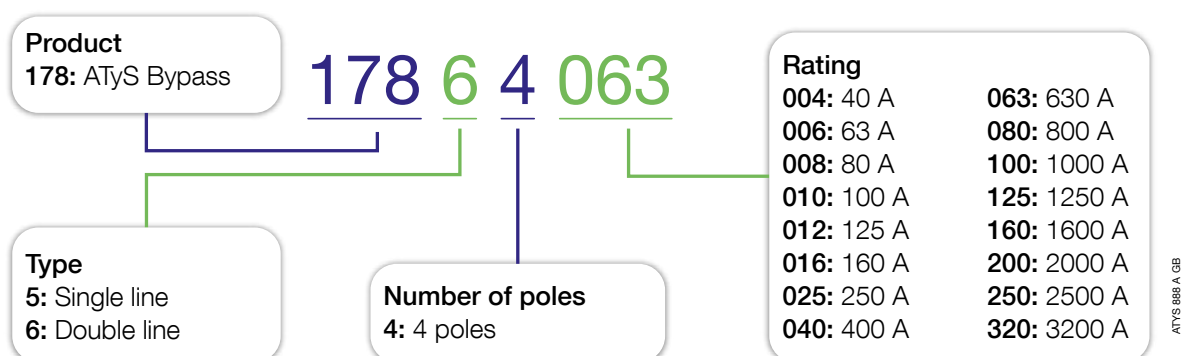 Product
178: ATyS Bypass
178 6 4 063
Type
5: Single line
6: Double line
Number of poles
4: 4 poles
Rating
004: 40 A
006: 63 A
008: 80 A
010: 100 A
012: 125 A
016: 160 A
025: 250 A
040: 400 A
063: 630 A
080: 800 A
100: 1000 A
125: 1250 A
160: 1600 A
200: 2000 A
250: 2500 A
320: 3200 A
ATYS 888 A GB